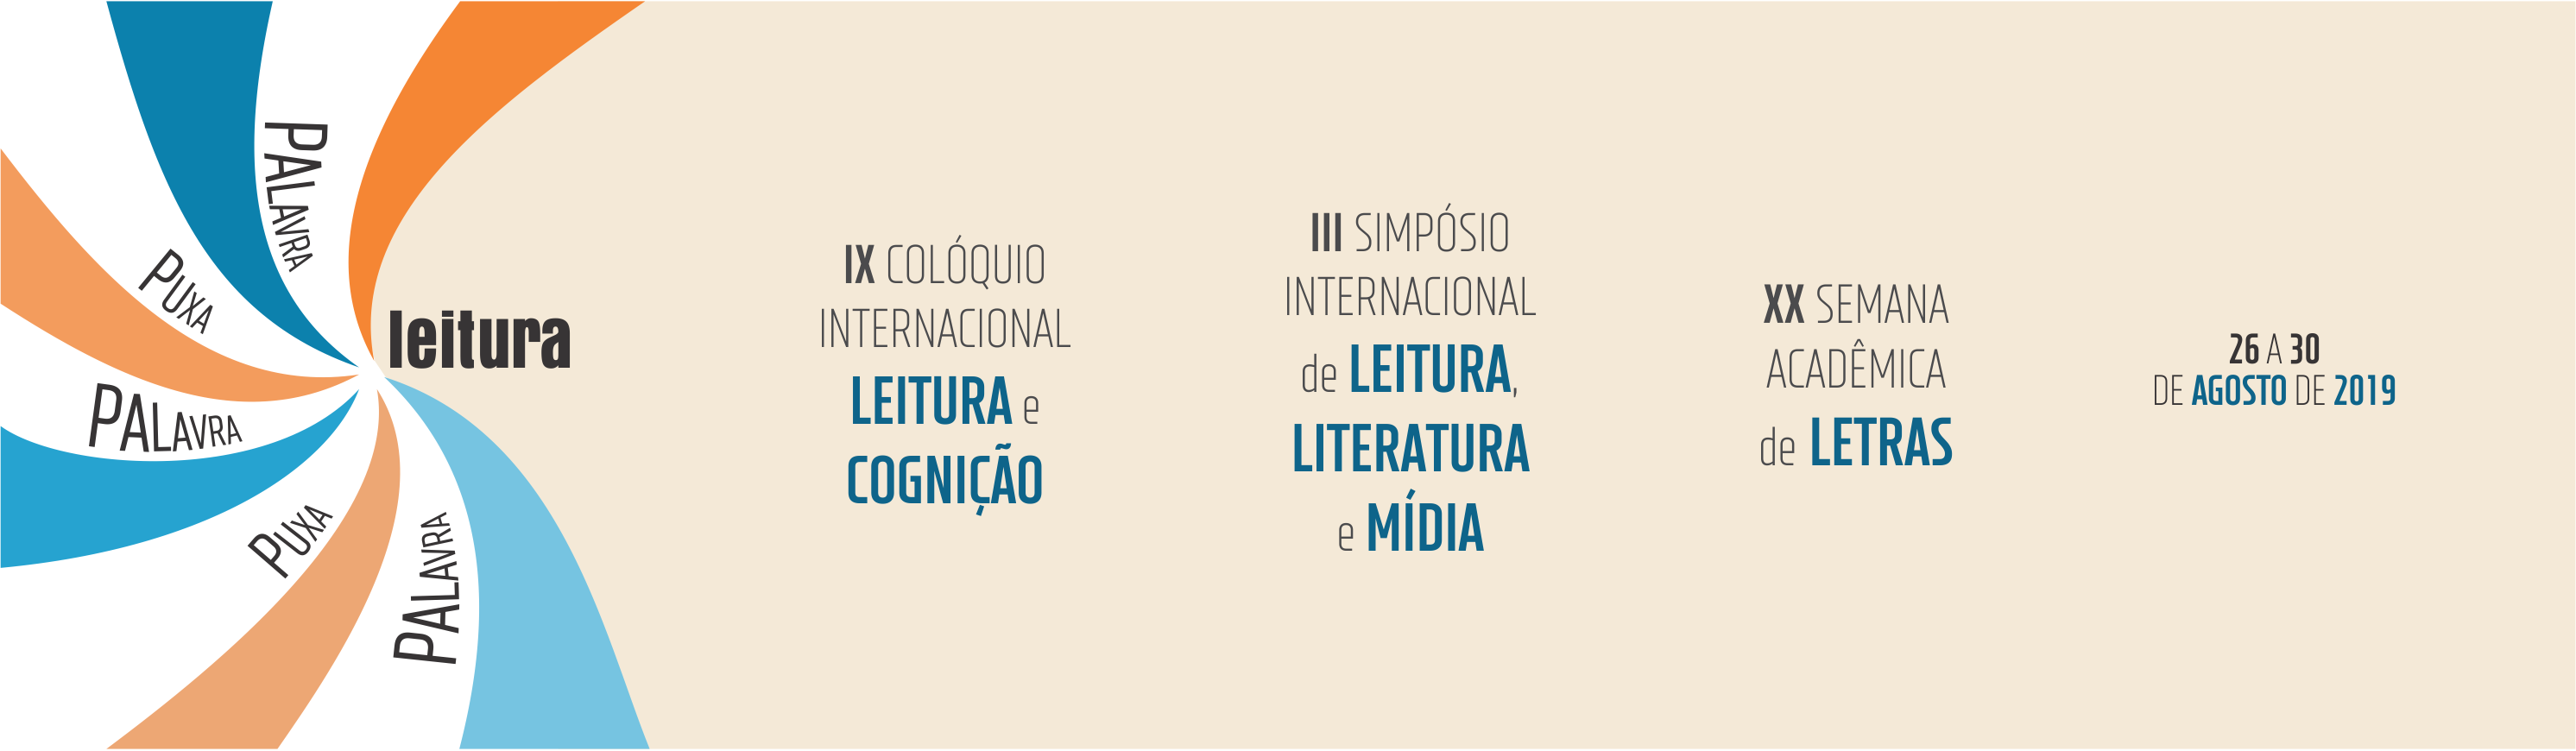 PALAVRA
PUXA
PALAVRA
PUXA
PALAVRA
leitura
IX COLÓQUIO
INTERNACIONAL
LEITURA e
COGNIÇÃO
III SIMPÓSIO
INTERNACIONAL
de LEITURA,
LITERATURA
e MÍDIA
XX SEMANA
ACADÊMICA
de LETRAS
26 A 30
DE AGOSTO DE 2019